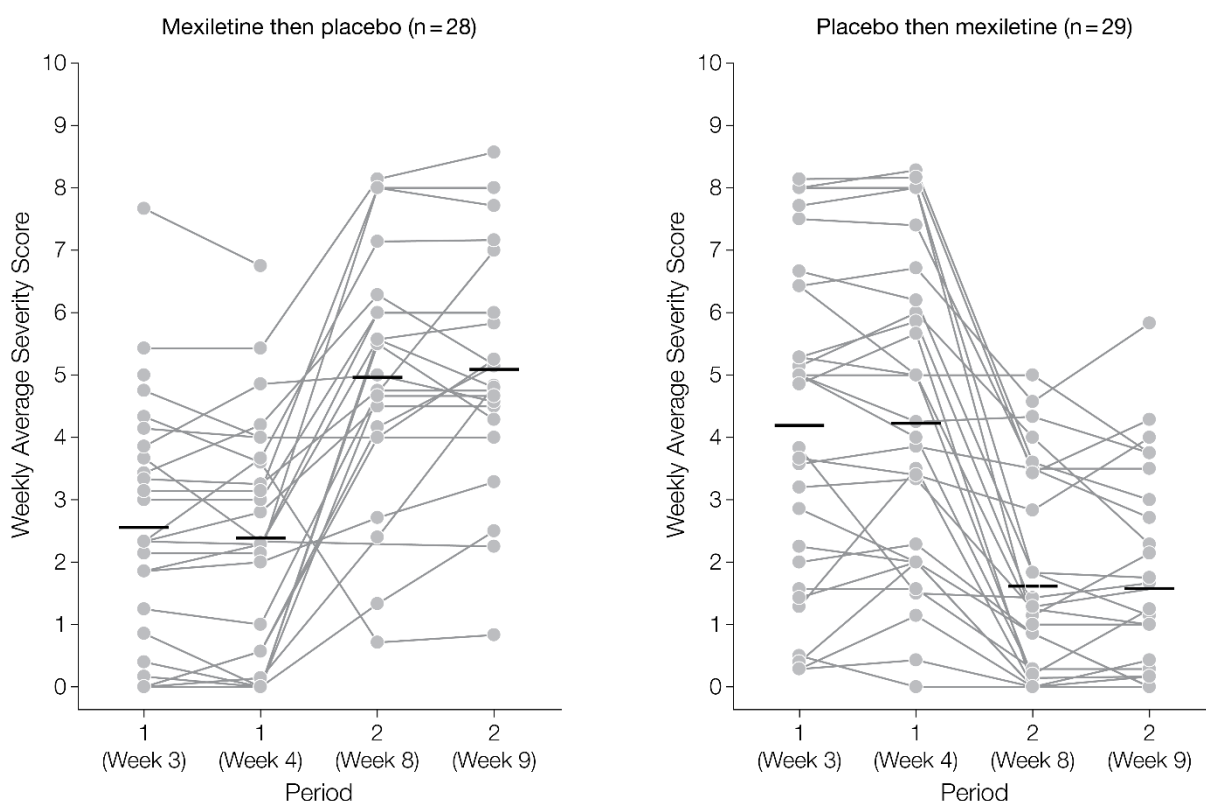 Mexiletine then placebo (n=28)
10
9
8
7
6
5
4
3
2
1
0
Weekly Average Severity Score
1
(Week 3)
1
(Week 4)
2
(Week 8)
2
(Week 9)
Period
Placebo then mexiletine (n=29)
10
9
8
7
6
5
4
3
2
1
0
Weekly Average Severity Score
1
(Week 3)
1
(Week 4)
2
(Week 8)
2
(Week 9)
Period